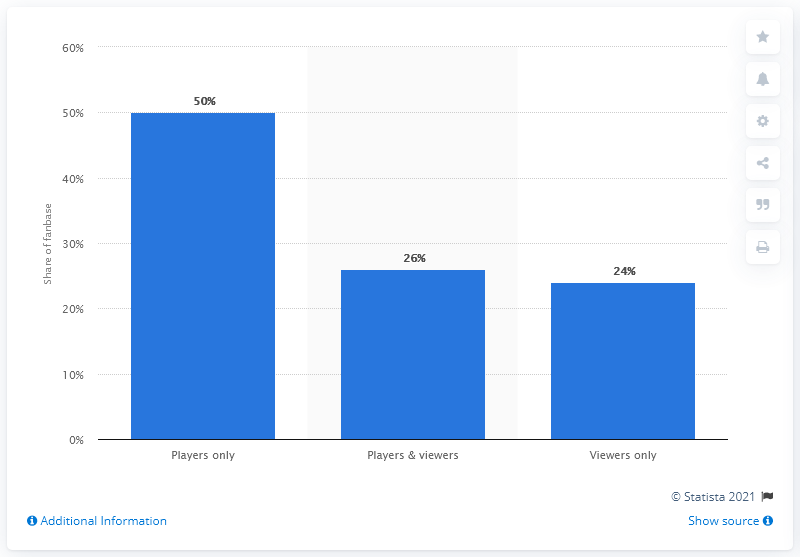 60%
50%
40%
30%
20%
10%
0%
Share of fanbase
50%
26%
24%
Players only
Players & viewers
Viewers only
© Statista 2021
Additional Information
Show source